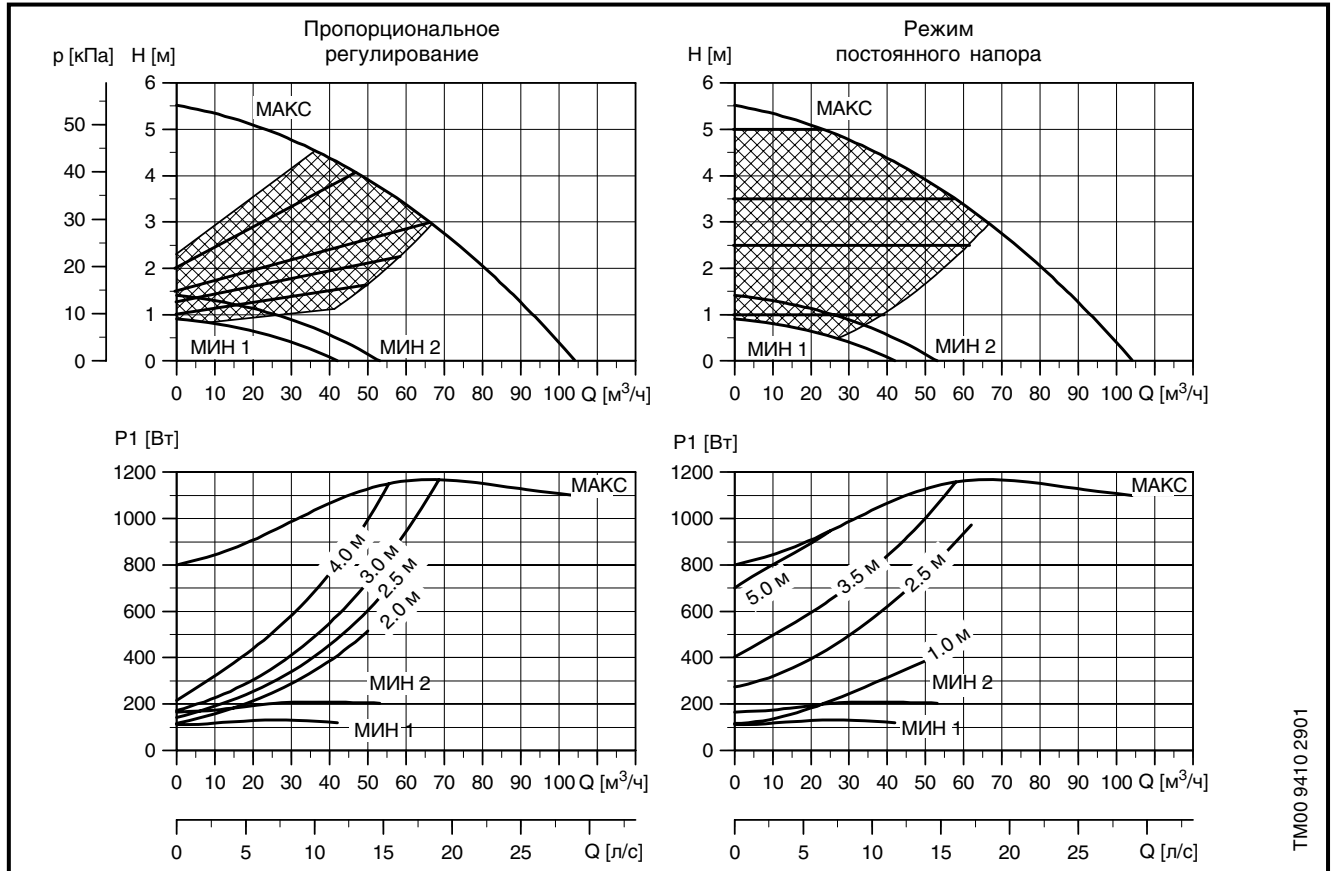 Пропорциональное
регулирование
Режим
постоянного напора
p [кПа] H [м]
H [м]
6
5
4
3
2
1
0
50
40
30
20
10
0
МАКС
МИН 1
МИН 2
0 10 20 30 40 50 60 70 80 90 100 Q [м³/ч]
6
5
4
3
2
1
0
МАКС
МИН 1
МИН 2
0 10 20 30 40 50 60 70 80 90 100 Q [м³/ч]
P1 [Вт]
1200
1000
800
600
400
200
0
МАКС
4.0 м
3.0 м
2.5 м
2.0 м
МИН 2
МИН 1
0 10 20 30 40 50 60 70 80 90 100 Q [м³/ч]
0 5 10 15 20 25 Q [л/с]
P1 [Вт]
1200
1000
800
600
400
200
0
МАКС
5.0 м
3.5 м
2.5 м
1.0 м
МИН 2
МИН 1
0 10 20 30 40 50 60 70 80 90 100 Q [м³/ч]
0 5 10 15 20 25 Q [л/с]
TM00 9410 2901